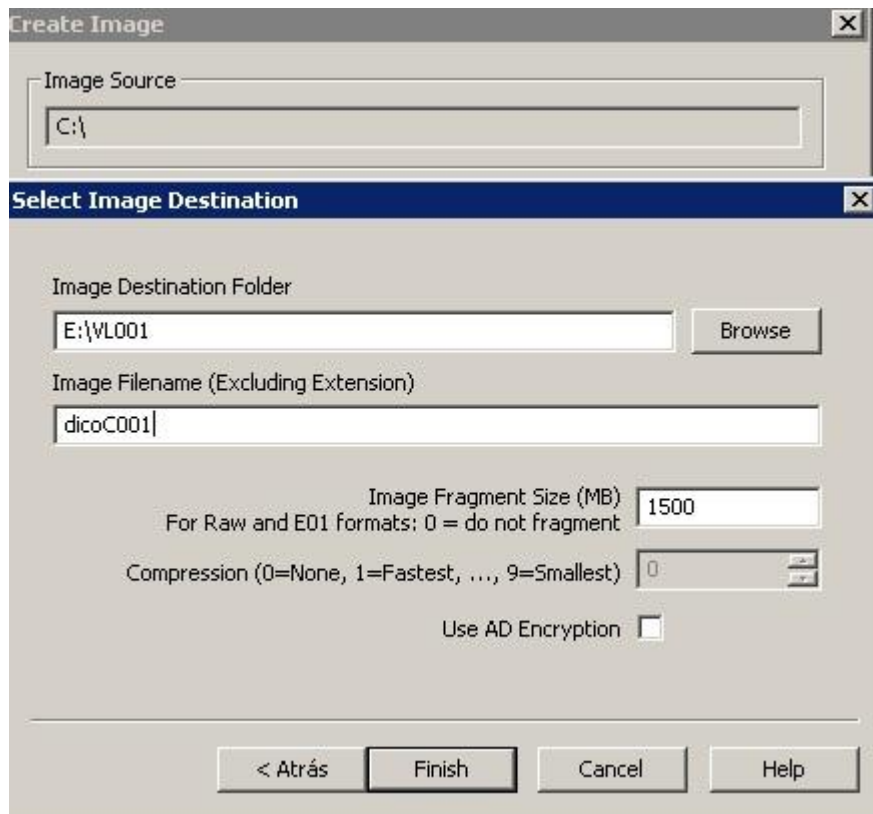 Create Image
Image Source
C:\
Select Image Destination
Image Destination Folder
E:\VL001
Browse
Image Filename (Excluding Extension)
dicoC001
Image Fragment Size (MB)
1500
For Raw and E01 formats: 0 = do not fragment
Compression (0=None, 1=Fastest, ..., 9=Smallest)
0
Use AD Encryption
< Atrás
Finish
Cancel
Help